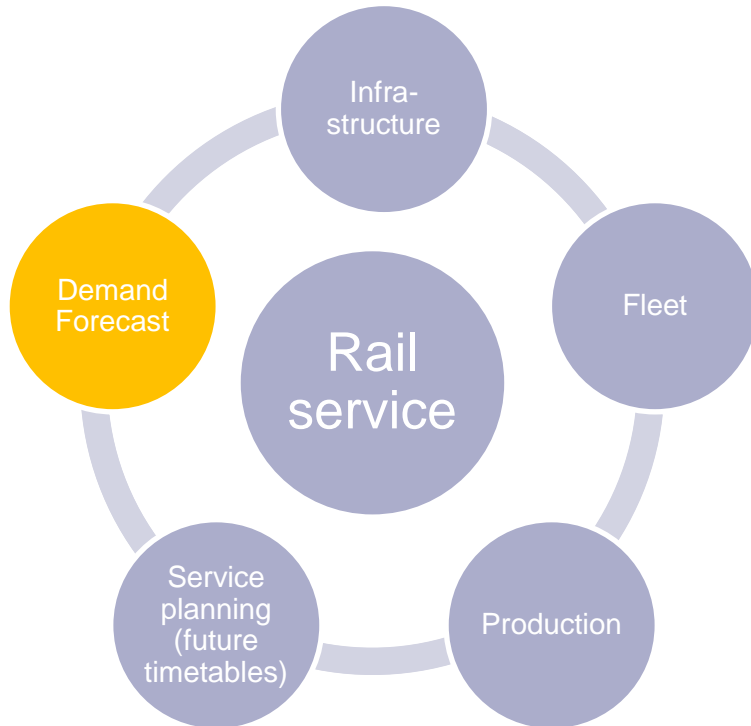 Infra-
structure
Demand
Forecast
Fleet
Rail
service
Service
planning
(future
timetables)
Production